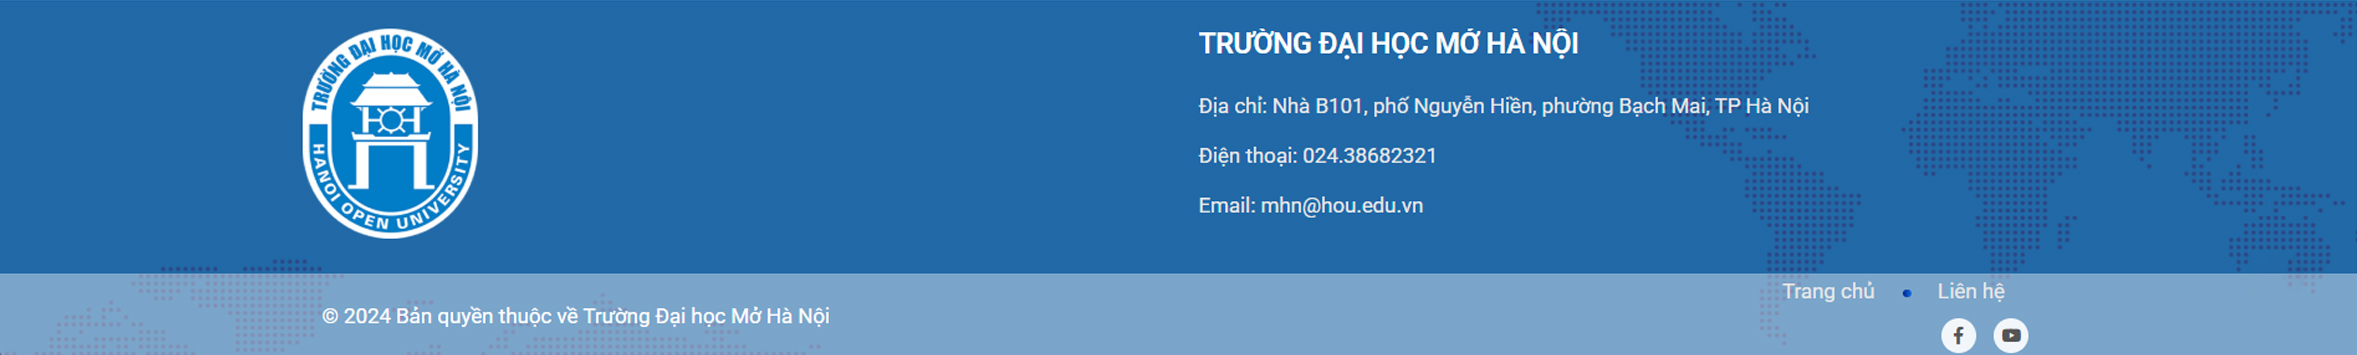 TRƯỜNG ĐẠI HỌC MỞ HÀ NỘI
HANOI OPEN UNIVERSITY
TRƯỜNG ĐẠI HỌC MỞ HÀ NỘI
Địa chỉ: Nhà B101, phố Nguyễn Hiền, phường Bạch Mai, TP Hà Nội
Điện thoại: 024.38682321
Email: mhn@hou.edu.vn
© 2024 Bản quyền thuộc về Trường Đại học Mở Hà Nội
Trang chủ • Liên hệ